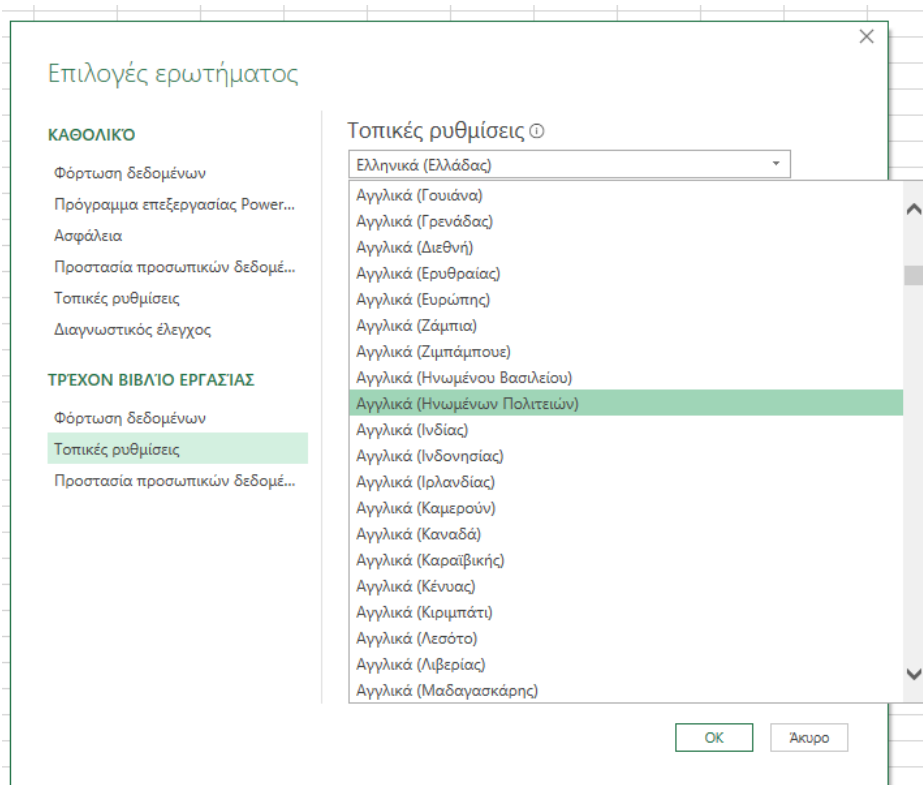 Επιλογές ερωτήματος
ΚΑΘΟΛΙΚΌ
Φόρτωση δεδομένων
Πρόγραμμα επεξεργασίας Power...
Ασφάλεια
Προστασία προσωπικών δεδομέ...
Τοπικές ρυθμίσεις
Διαγνωστικός έλεγχος
ΤΡΈΧΟΝ ΒΙΒΛΊΟ ΕΡΓΑΣΊΑΣ
Φόρτωση δεδομένων
Τοπικές ρυθμίσεις
Προστασία προσωπικών δεδομέ...
Τοπικές ρυθμίσεις
Ελληνικά (Ελλάδας)
Αγγλικά (Γουιάνα)
Αγγλικά (Γρενάδας)
Αγγλικά (Διεθνή)
Αγγλικά (Ερυθραίας)
Αγγλικά (Ευρώπης)
Αγγλικά (Ζάμπια)
Αγγλικά (Ζιμπάμπουε)
Αγγλικά (Ηνωμένου Βασιλείου)
Αγγλικά (Ηνωμένων Πολιτειών)
Αγγλικά (Ινδίας)
Αγγλικά (Ινδονησίας)
Αγγλικά (Ιρλανδίας)
Αγγλικά (Καμερούν)
Αγγλικά (Καναδά)
Αγγλικά (Καραϊβικής)
Αγγλικά (Κένυας)
Αγγλικά (Κιριμπάτι)
Αγγλικά (Λεσότο)
Αγγλικά (Λιβερίας)
Αγγλικά (Μαδαγασκάρης)
OK
Άκυρο